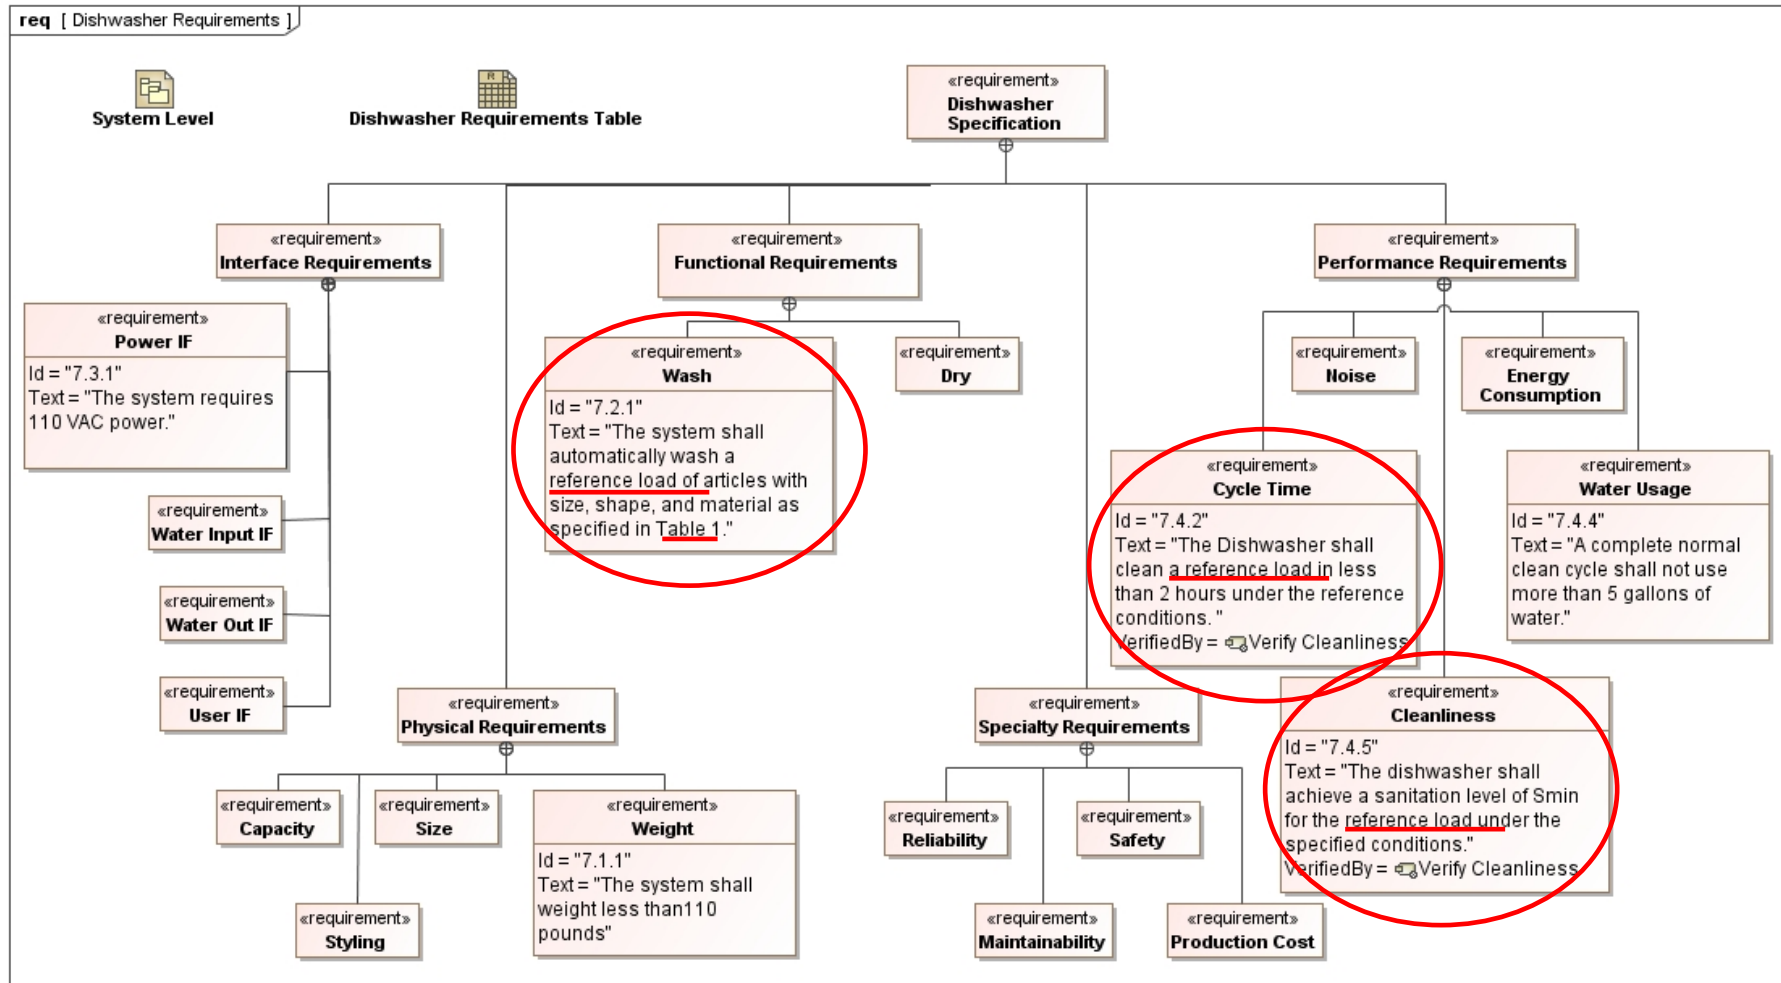 req [ Dishwasher Requirements ]
System Level
Dishwasher Requirements Table
«requirement»
Dishwasher
Specification
«requirement»
Interface Requirements
«requirement»
Functional Requirements
«requirement»
Performance Requirements
«requirement»
Power IF
Id = "7.3.1"
Text = "The system requires
110 VAC power."
«requirement»
Wash
Id = "7.2.1"
Text = "The system shall
automatically wash a
reference load of articles with
size, shape, and material as
specified in Table 1."
«requirement»
Dry
«requirement»
Noise
«requirement»
Energy
Consumption
«requirement»
Cycle Time
Id = "7.4.2"
Text = "The Dishwasher shall
clean a reference load in less
than 2 hours under the reference
conditions. "
VerifiedBy = Verify Cleanliness
«requirement»
Water Usage
Id = "7.4.4"
Text = "A complete normal
clean cycle shall not use
more than 5 gallons of
water."
«requirement»
Water Input IF
«requirement»
Water Out IF
«requirement»
User IF
«requirement»
Physical Requirements
«requirement»
Specialty Requirements
«requirement»
Cleanliness
Id = "7.4.5"
Text = "The dishwasher shall
achieve a sanitation level of Smin
for the reference load under the
specified conditions."
VerifiedBy = Verify Cleanliness
«requirement»
Capacity
«requirement»
Size
«requirement»
Weight
Id = "7.1.1"
Text = "The system shall
weight less than110
pounds"
«requirement»
Styling
«requirement»
Reliability
«requirement»
Safety
«requirement»
Maintainability
«requirement»
Production Cost